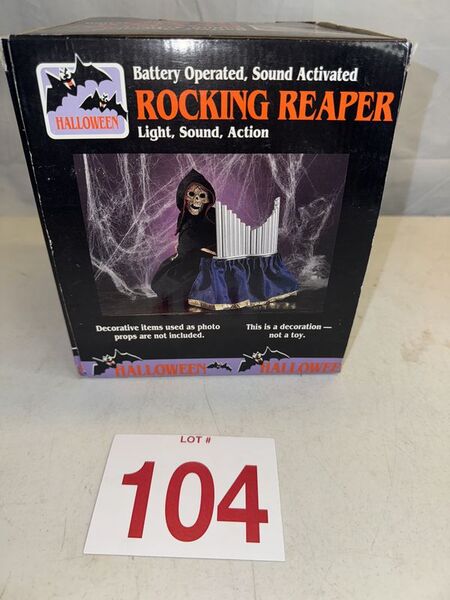 Battery Operated, Sound Activated
ROCKING REAPER
Light, Sound, Action
HALLOWEEN
Decorative items used as photo
props are not included.
This is a decoration —
not a toy.
HALLOWEEN
HALLOWEEN
LOT #
104